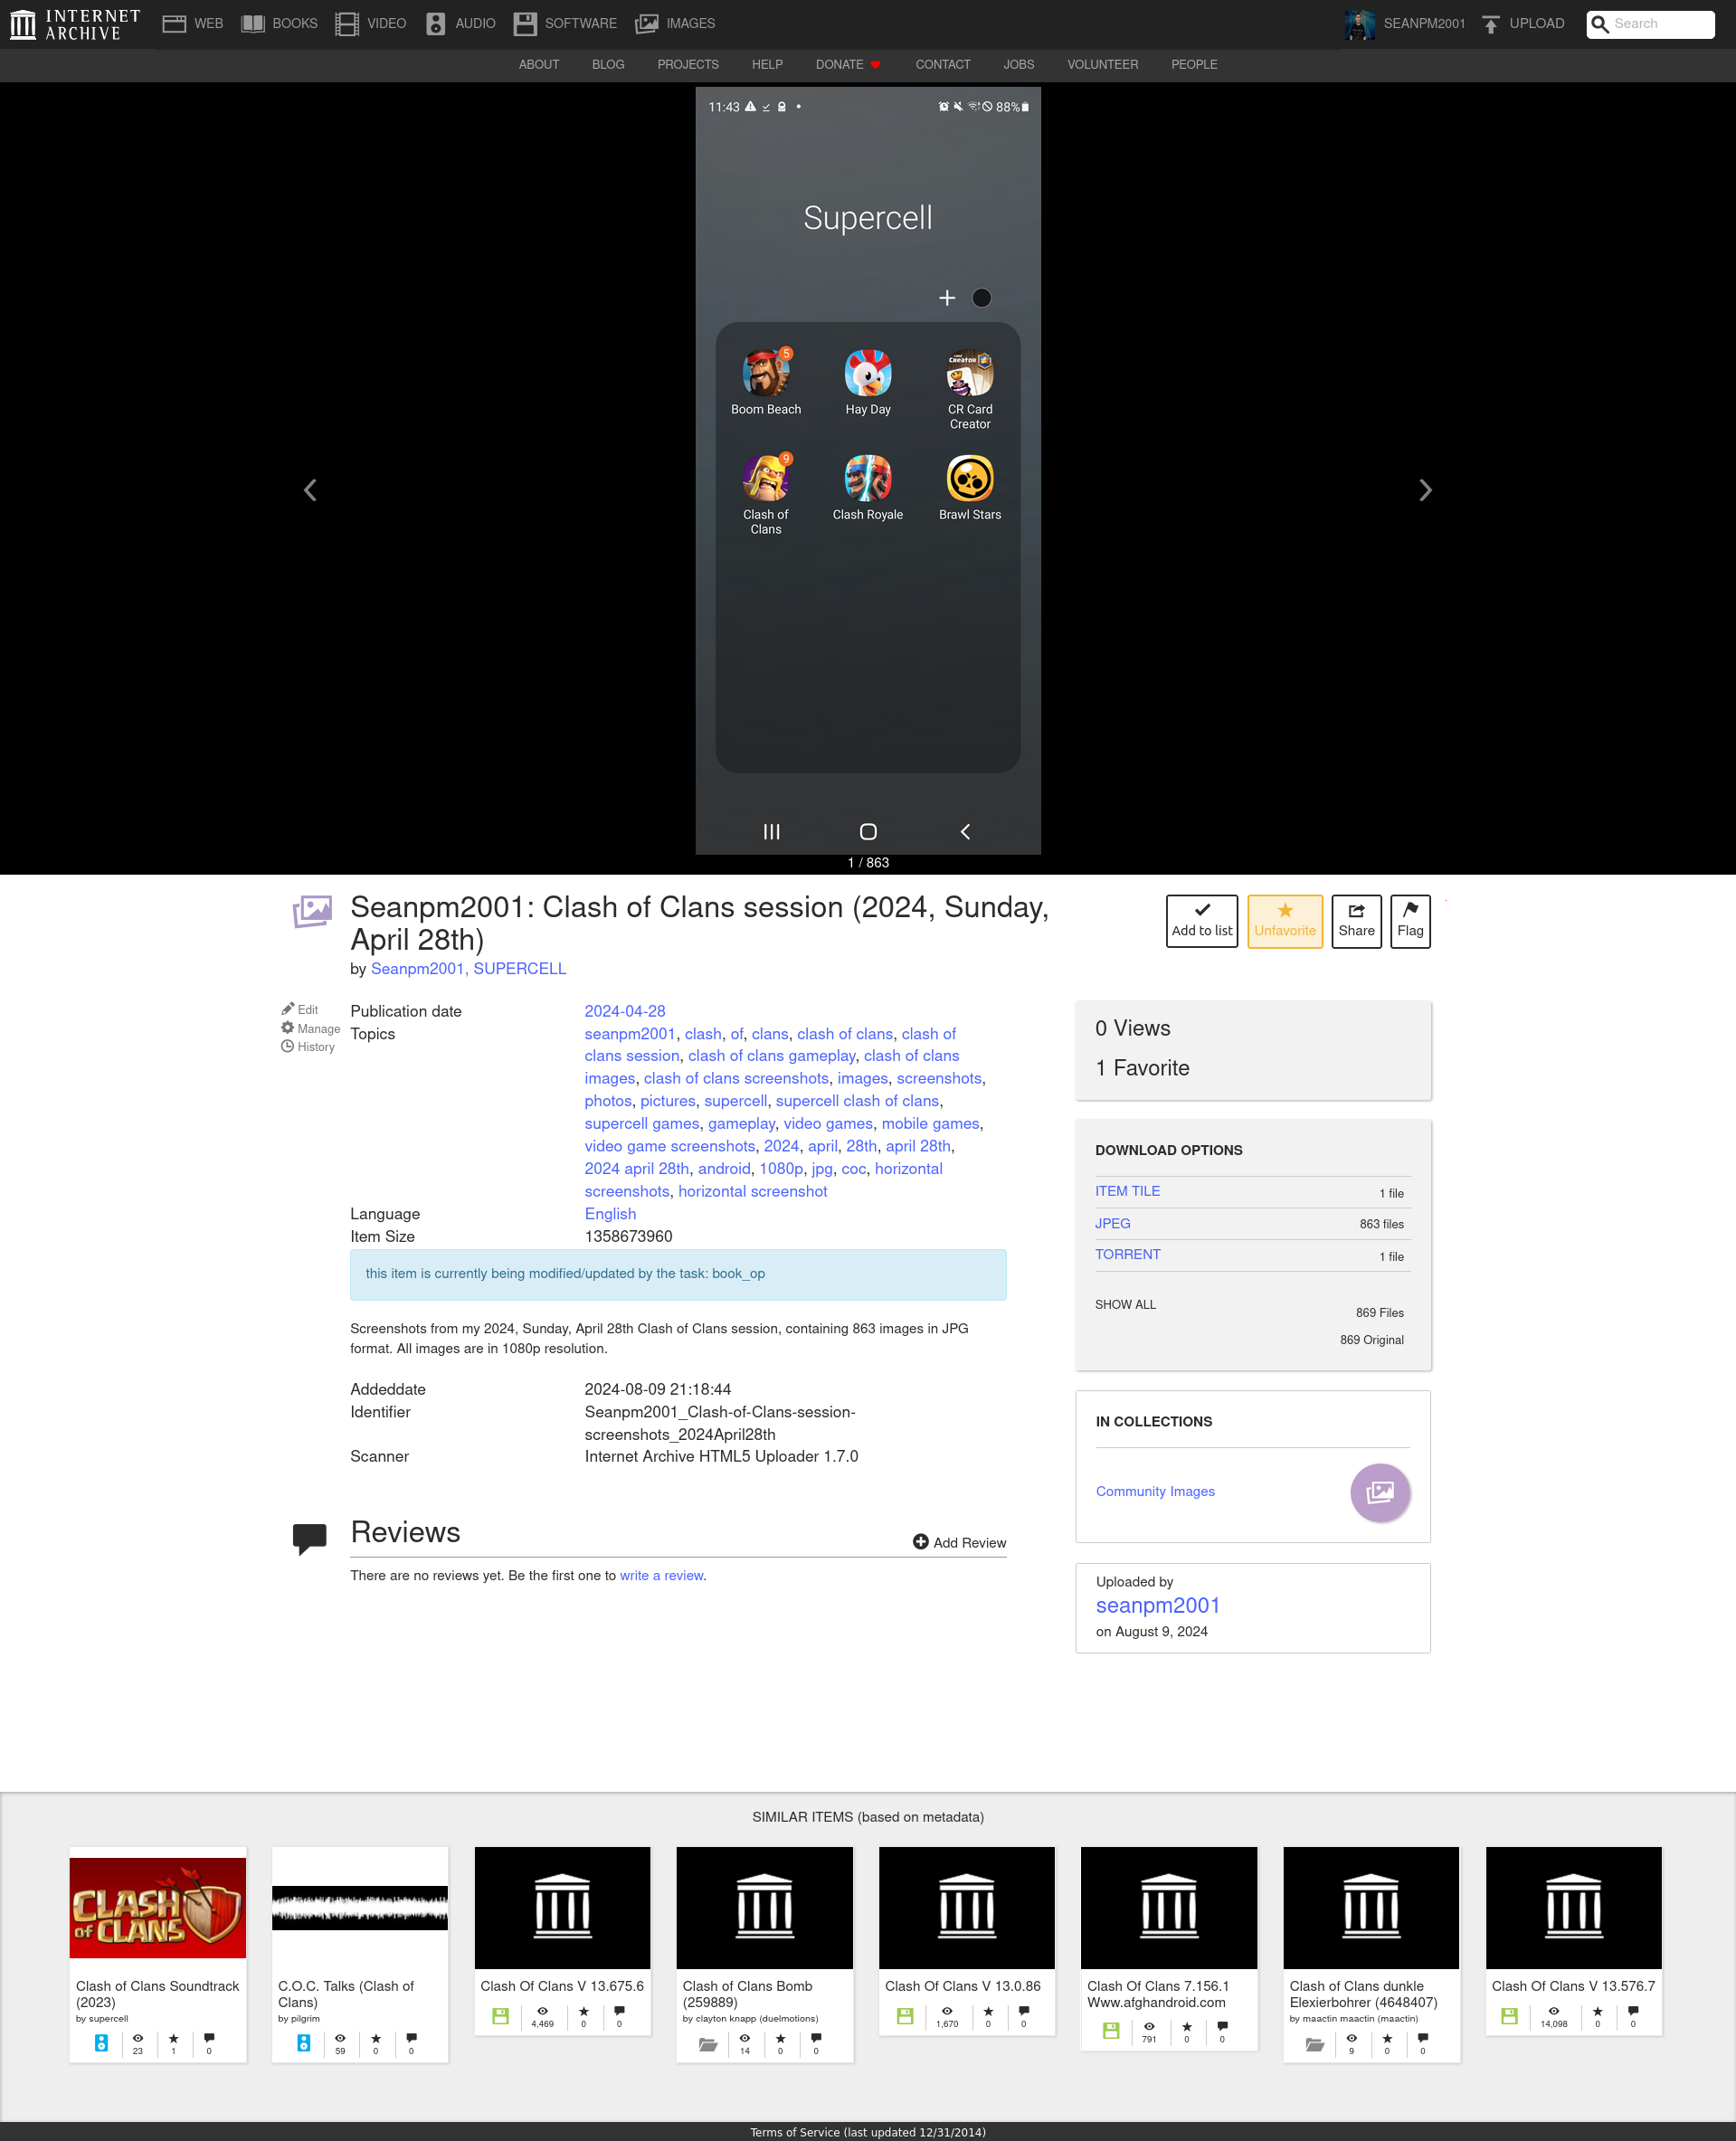 INTERNET
ARCHIVE
WEB BOOKS VIDEO AUDIO SOFTWARE IMAGES SEANPM2001 UPLOAD Search
ABOUT BLOG PROJECTS HELP DONATE CONTACT JOBS VOLUNTEER PEOPLE
11:43 88%
Supercell
5
Boom Beach Hay Day CR Card
Creator
9
Clash of
Clans Clash Royale Brawl Stars
1 / 863
Seanpm2001: Clash of Clans session (2024, Sunday,
April 28th)
by Seanpm2001, SUPERCELL
Add to list Unfavorite Share Flag
Edit
Manage
History
Publication date 2024-04-28
Topics seanpm2001, clash, of, clans, clash of clans, clash of
clans session, clash of clans gameplay, clash of clans
images, clash of clans screenshots, images, screenshots,
photos, pictures, supercell, supercell clash of clans,
supercell games, gameplay, video games, mobile games,
video game screenshots, 2024, april, 28th, april 28th,
2024 april 28th, android, 1080p, jpg, coc, horizontal
screenshots, horizontal screenshot
Language English
Item Size 1358673960
this item is currently being modified/updated by the task: book_op
Screenshots from my 2024, Sunday, April 28th Clash of Clans session, containing 863 images in JPG
format. All images are in 1080p resolution.
Addeddate 2024-08-09 21:18:44
Identifier Seanpm2001_Clash-of-Clans-session-
screenshots_2024April28th
Scanner Internet Archive HTML5 Uploader 1.7.0
Reviews
Add Review
There are no reviews yet. Be the first one to write a review.
0 Views
1 Favorite
DOWNLOAD OPTIONS
ITEM TILE 1 file
JPEG 863 files
TORRENT 1 file
SHOW ALL 869 Files
869 Original
IN COLLECTIONS
Community Images
Uploaded by
seanpm2001
on August 9, 2024
SIMILAR ITEMS (based on metadata)
CLASH
OF CLANS
Clash of Clans Soundtrack
(2023)
by supercell
23 1 0
C.O.C. Talks (Clash of
Clans)
by pilgrim
59 0 0
Clash Of Clans V 13.675.6
4,469 0 0
Clash of Clans Bomb
(259889)
by clayton knapp (duelmotions)
14 0 0
Clash Of Clans V 13.0.86
1,670 0 0
Clash Of Clans 7.156.1
Www.afghandroid.com
791 0 0
Clash of Clans dunkle
Elexierbohrer (4648407)
by maactin maactin (maactin)
9 0 0
Clash Of Clans V 13.576.7
14,098 0 0
Terms of Service (last updated 12/31/2014)